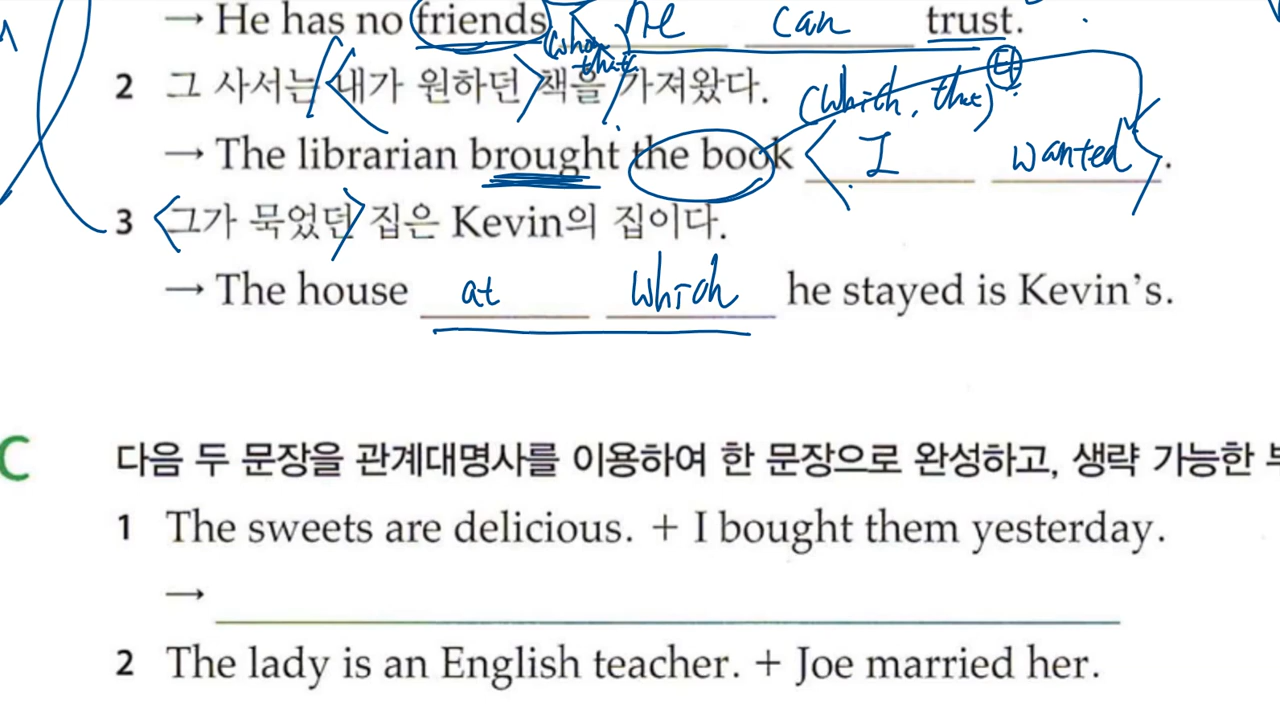 → He has no friends he can trust.
(who
that)
2 그 사서는 내가 원하던 책을 가져왔다.
(which, that)
→ The librarian brought the book I wanted.
3 그가 묵었던 집은 Kevin의 집이다.
→ The house at which he stayed is Kevin's.
C 다음 두 문장을 관계대명사를 이용하여 한 문장으로 완성하고, 생략 가능한
1 The sweets are delicious. + I bought them yesterday.
→
2 The lady is an English teacher. + Joe married her.